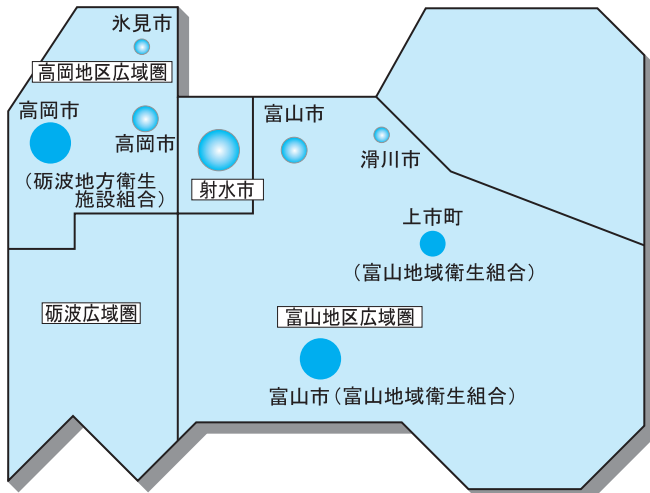 氷見市
高岡地区広域圏
高岡市
高岡市
(砺波地方衛生
施設組合)
富山市
滑川市
射水市
上市町
(富山地域衛生組合)
砺波広域圏
富山地区広域圏
富山市(富山地域衛生組合)